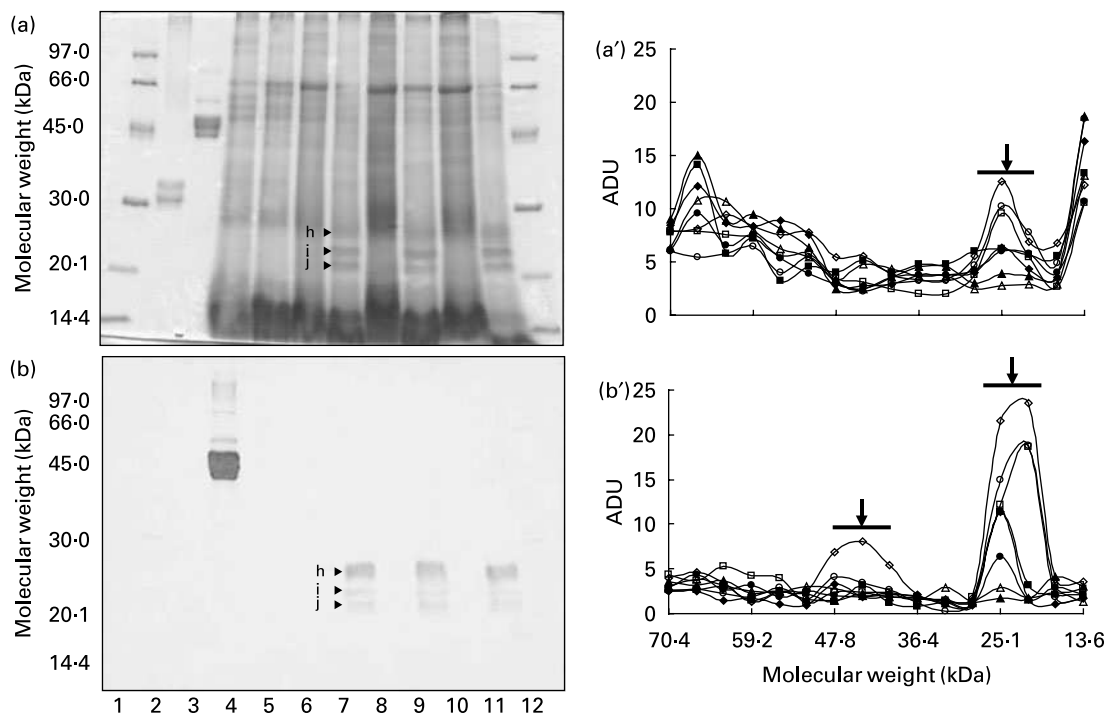 (a)
Molecular weight (kDa)
97·0
66·0
45·0
30·0
20·1
14·4
h
i
j
(a′)
ADU
25
20
15
10
5
0
(b)
Molecular weight (kDa)
97·0
66·0
45·0
30·0
20·1
14·4
h
i
j
1 2 3 4 5 6 7 8 9 10 11 12
(b′)
ADU
25
20
15
10
5
0
70·4 59·2 47·8 36·4 25·1 13·6
Molecular weight (kDa)